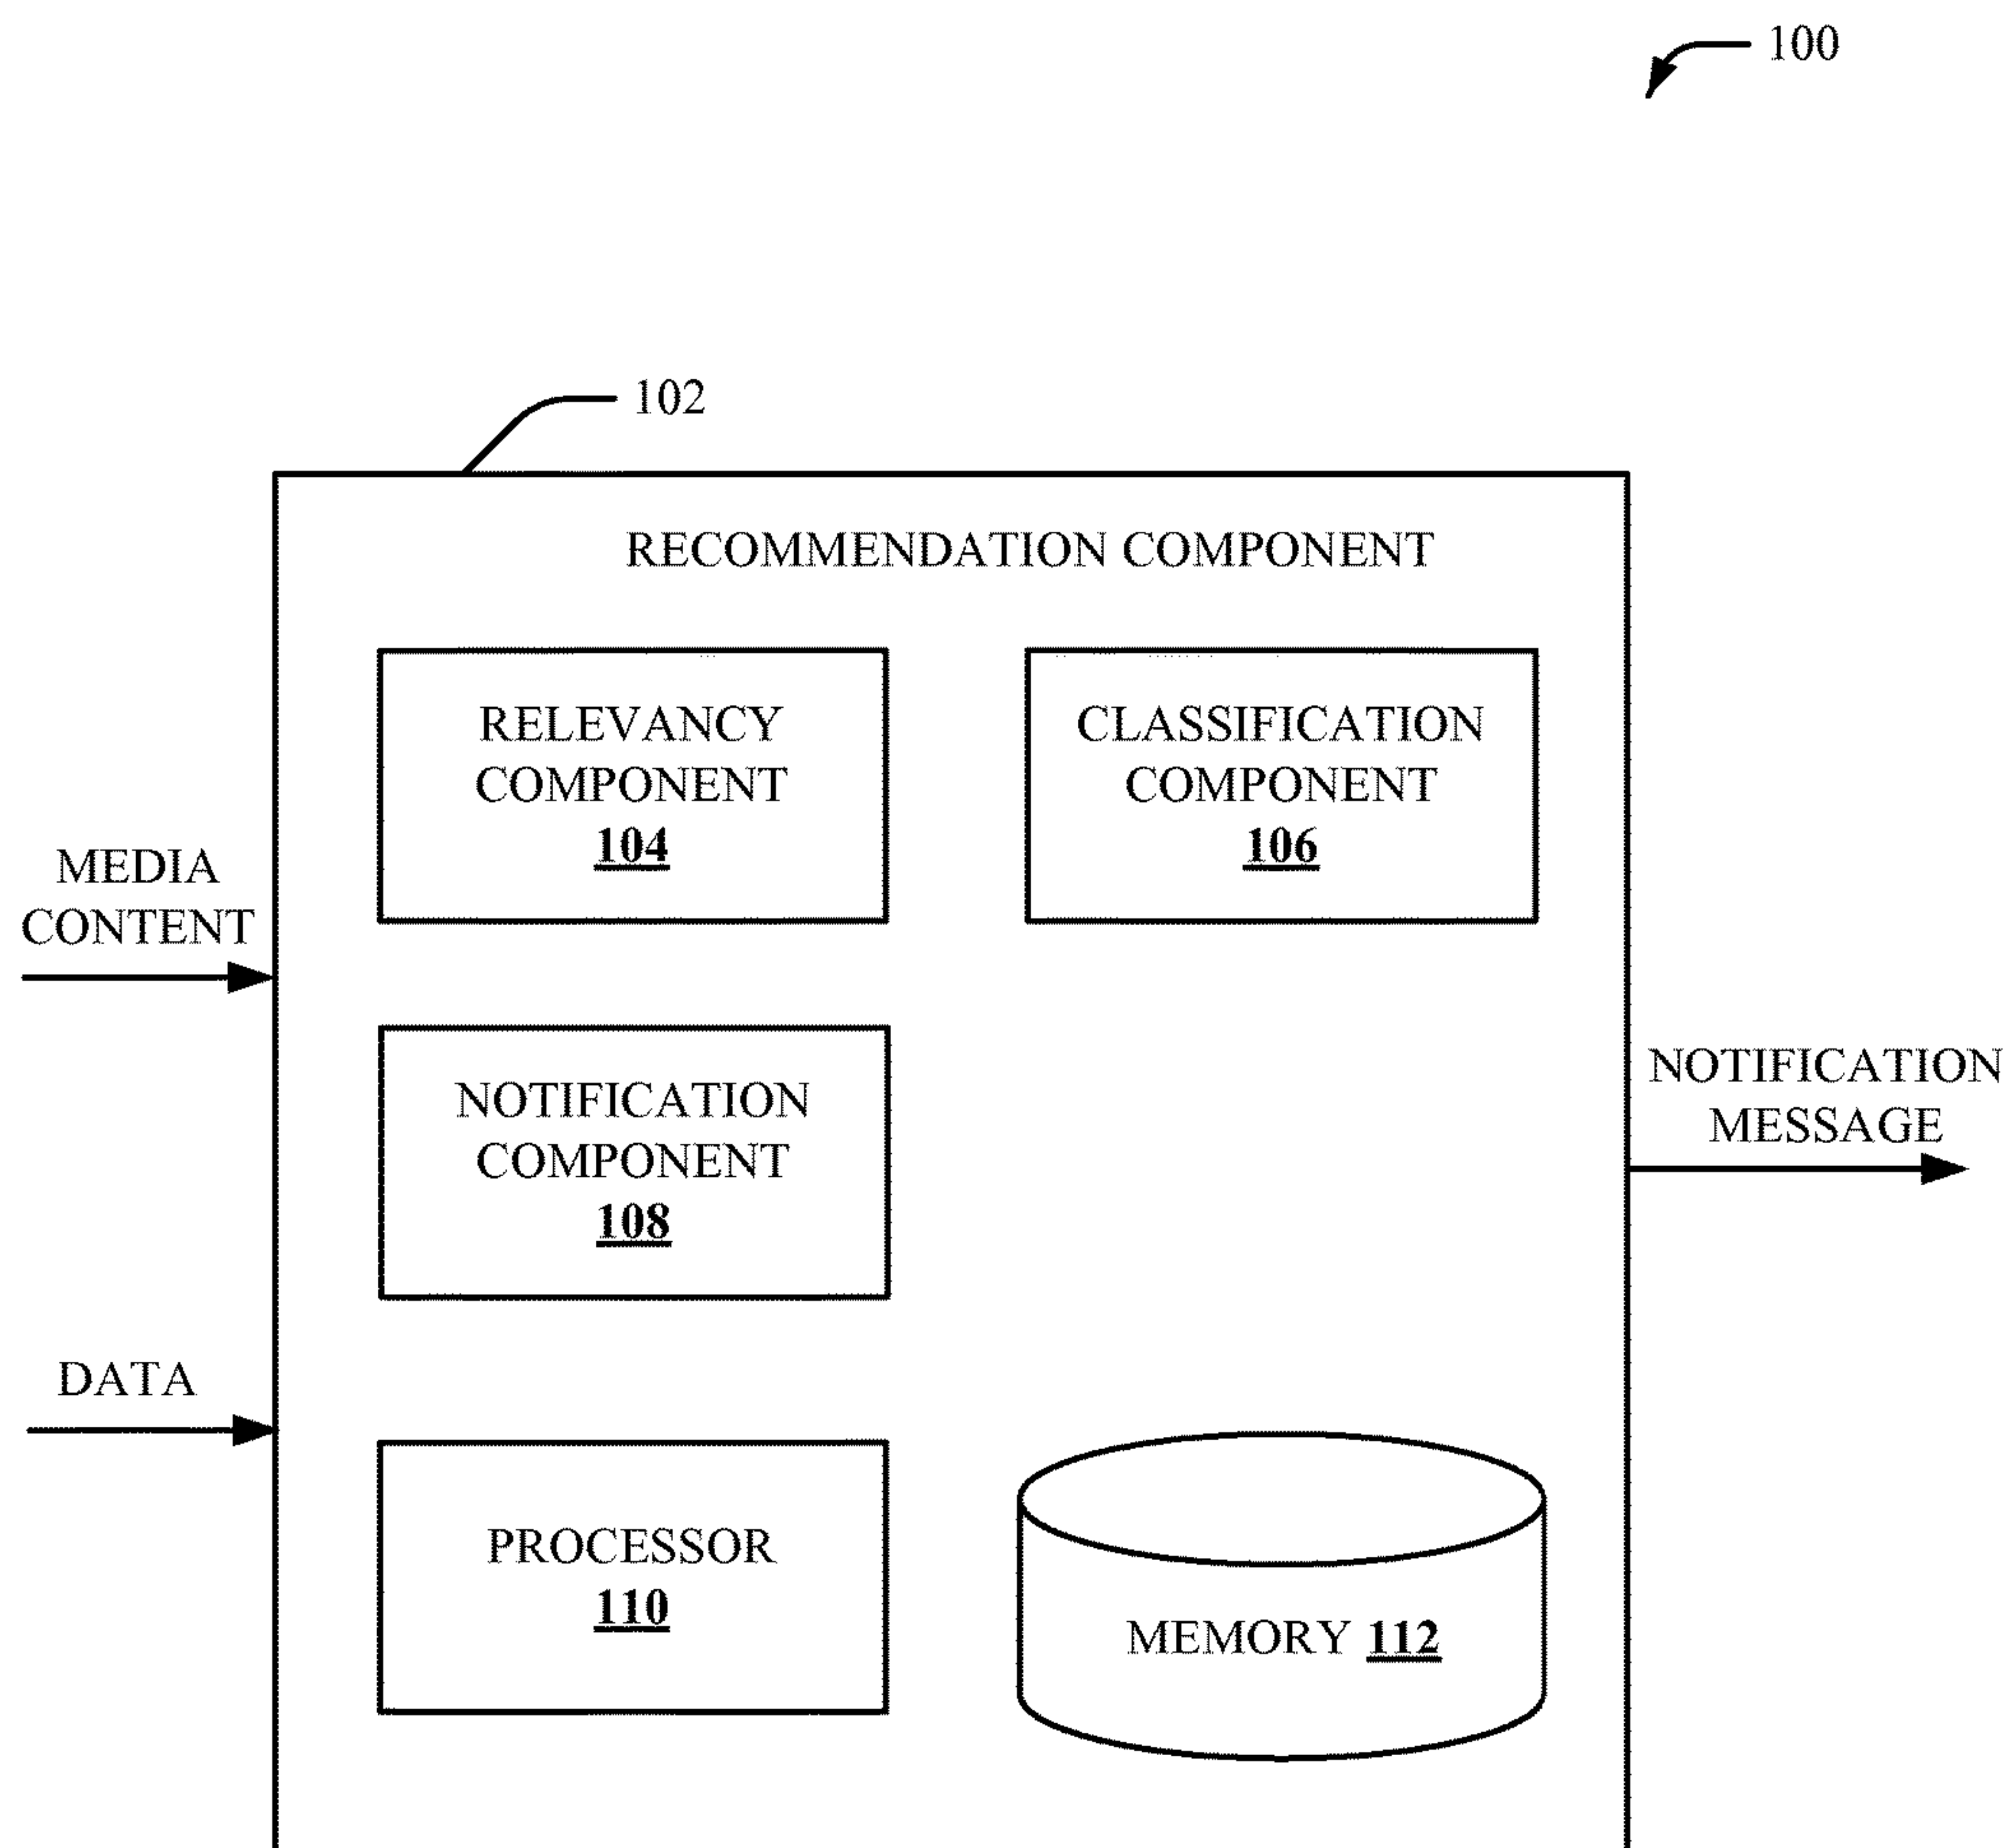 100
102
RECOMMENDATION COMPONENT
RELEVANCY
COMPONENT
104
CLASSIFICATION
COMPONENT
106
MEDIA
CONTENT
NOTIFICATION
COMPONENT
108
NOTIFICATION
MESSAGE
DATA
PROCESSOR
110
MEMORY 112